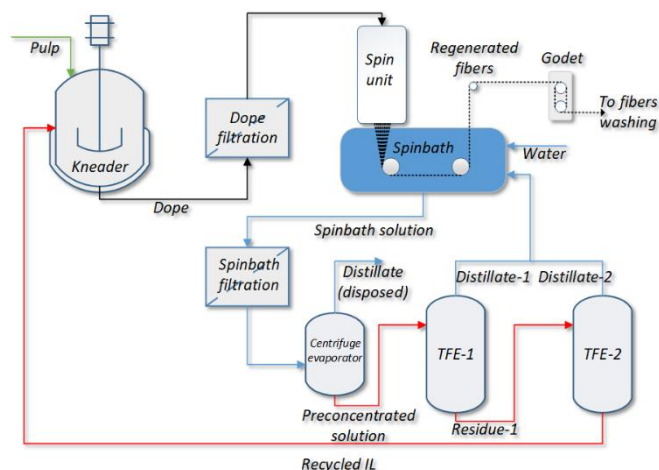 Pulp
Kneader
Dope
Dope
filtration
Spin
unit
Regenerated
fibers
Godet
To fibers
washing
Spinbath
Water
Spinbath solution
Spinbath
filtration
Distillate
(disposed)
Centrifuge
evaporator
Preconcentrated
solution
Distillate-1
Distillate-2
TFE-1
TFE-2
Residue-1
Recycled IL